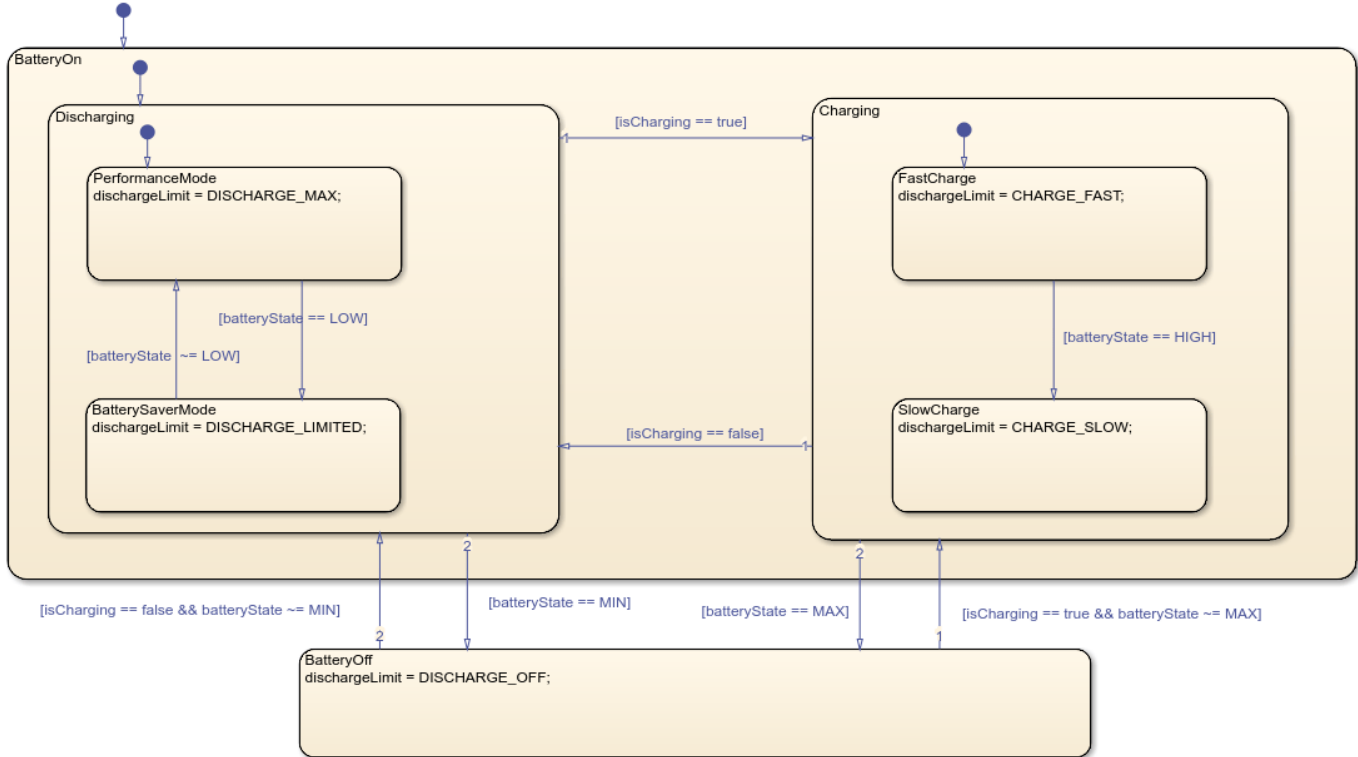 BatteryOn
Discharging
PerformanceMode
dischargeLimit = DISCHARGE_MAX;
[batteryState == LOW]
[batteryState ~= LOW]
BatterySaverMode
dischargeLimit = DISCHARGE_LIMITED;
1
[isCharging == true]
[isCharging == false]
1
Charging
FastCharge
dischargeLimit = CHARGE_FAST;
[batteryState == HIGH]
SlowCharge
dischargeLimit = CHARGE_SLOW;
2
2
[isCharging == false && batteryState ~= MIN]
[batteryState == MIN]
[batteryState == MAX]
[isCharging == true && batteryState ~= MAX]
2
1
BatteryOff
dischargeLimit = DISCHARGE_OFF;